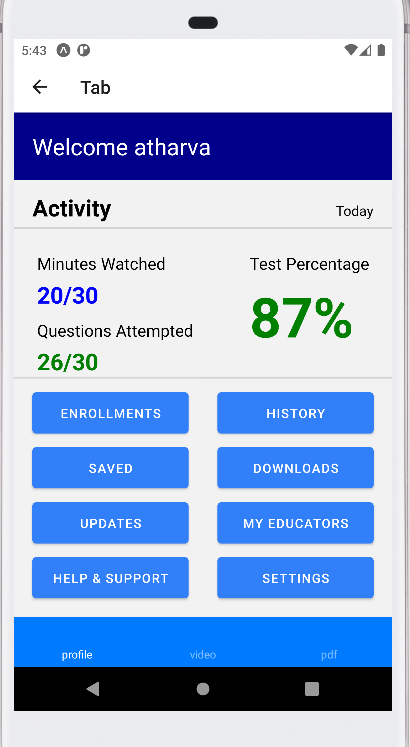 5:43
Tab
Welcome atharva
Activity
Today
Minutes Watched
Test Percentage
20/30
87%
Questions Attempted
26/30
ENROLLMENTS
HISTORY
SAVED
DOWNLOADS
UPDATES
MY EDUCATORS
HELP & SUPPORT
SETTINGS
profile
video
pdf